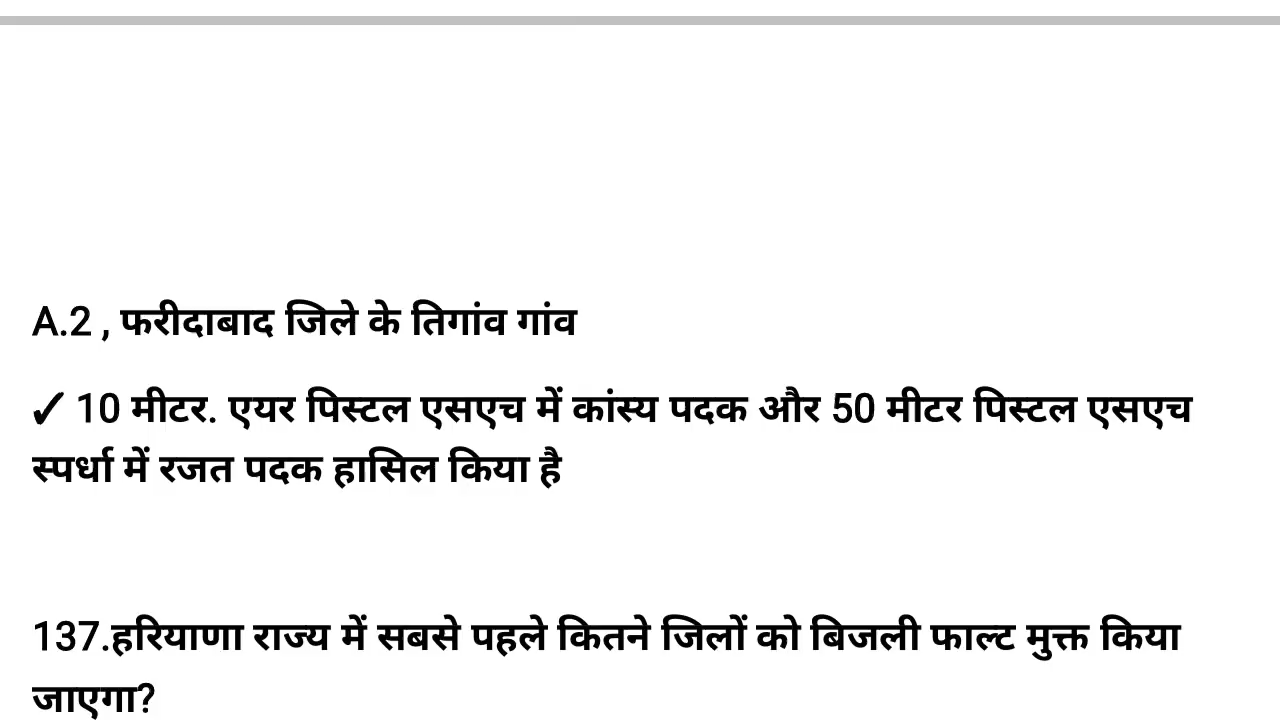 A.2 , फरीदाबाद जिले के तिगांव गांव
✓ 10 मीटर. एयर पिस्टल एसएच में कांस्य पदक और 50 मीटर पिस्टल एसएच
स्पर्धा में रजत पदक हासिल किया है
137.हरियाणा राज्य में सबसे पहले कितने जिलों को बिजली फाल्ट मुक्त किया
जाएगा?